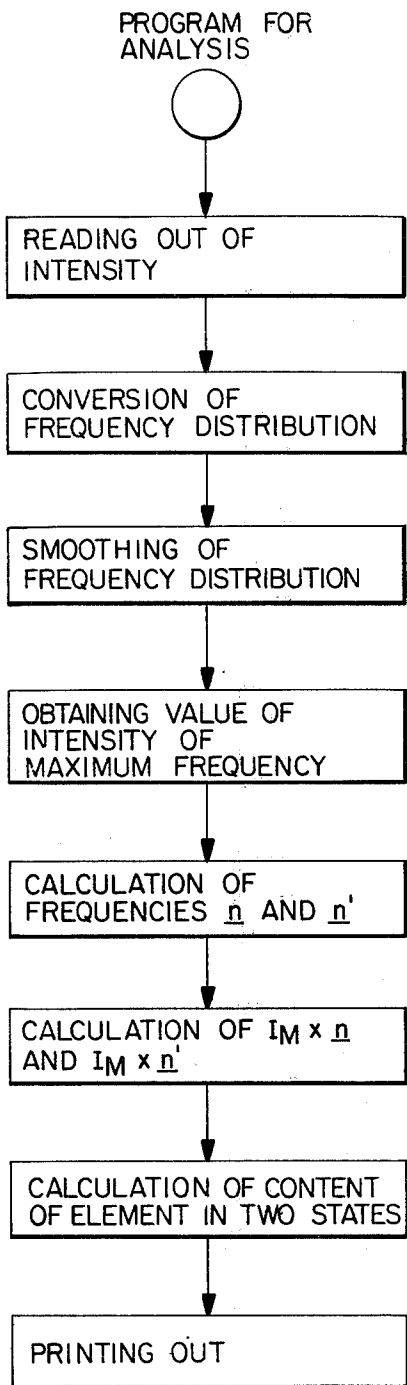 PROGRAM FOR
ANALYSIS
READING OUT OF
INTENSITY
CONVERSION OF
FREQUENCY DISTRIBUTION
SMOOTHING OF
FREQUENCY DISTRIBUTION
OBTAINING VALUE OF
INTENSITY OF
MAXIMUM FREQUENCY
CALCULATION OF
FREQUENCIES n AND n'
CALCULATION OF IM x n
AND IM x n'
CALCULATION OF CONTENT
OF ELEMENT IN TWO STATES
PRINTING OUT